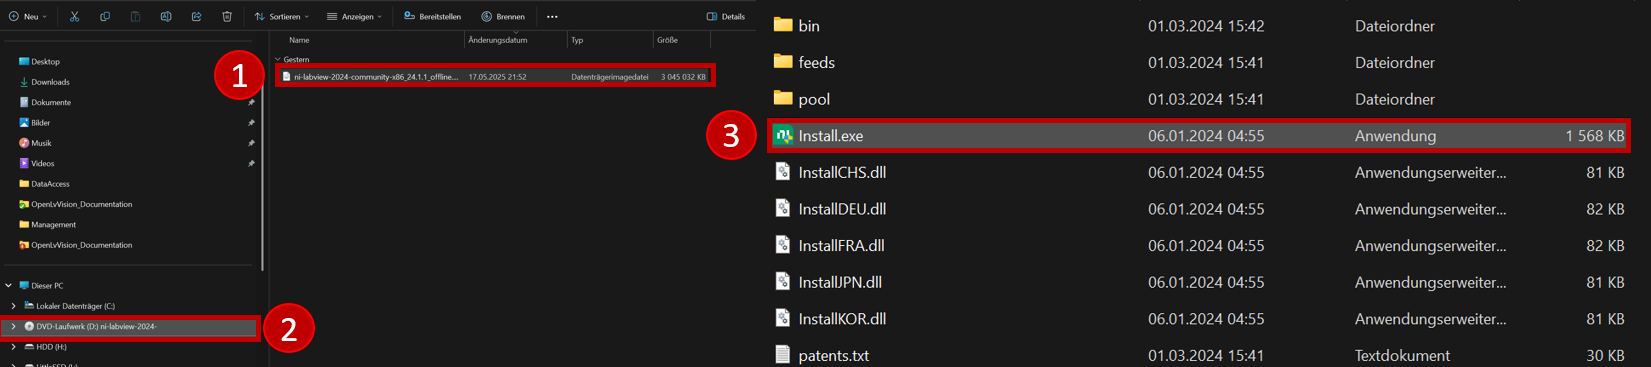 Neu
Sortieren
Anzeigen
Bereitstellen
Brennen
...
Details
Name Änderungsdatum Typ Größe
Gestern
1
ni-labview-2024-community-x86_24.1.1_offline... 17.05.2025 21:52 Datenträgerimagedatei 3 045 032 KB
Desktop
Downloads
Dokumente
Bilder
Musik
Videos
DataAccess
OpenLvVision_Documentation
Management
OpenLvVision_Documentation
Dieser PC
Lokaler Datenträger (C:)
DVD-Laufwerk (D:) ni-labview-2024-
2
HDD (H:)
bin 01.03.2024 15:42 Dateiordner
feeds 01.03.2024 15:41 Dateiordner
pool 01.03.2024 15:41 Dateiordner
3
Install.exe 06.01.2024 04:55 Anwendung 1 568 KB
InstallCHS.dll 06.01.2024 04:55 Anwendungserweiter... 81 KB
InstallDEU.dll 06.01.2024 04:55 Anwendungserweiter... 82 KB
InstallFRA.dll 06.01.2024 04:55 Anwendungserweiter... 82 KB
InstallJPN.dll 06.01.2024 04:55 Anwendungserweiter... 81 KB
InstallKOR.dll 06.01.2024 04:55 Anwendungserweiter... 81 KB
patents.txt 01.03.2024 15:41 Textdokument 30 KB